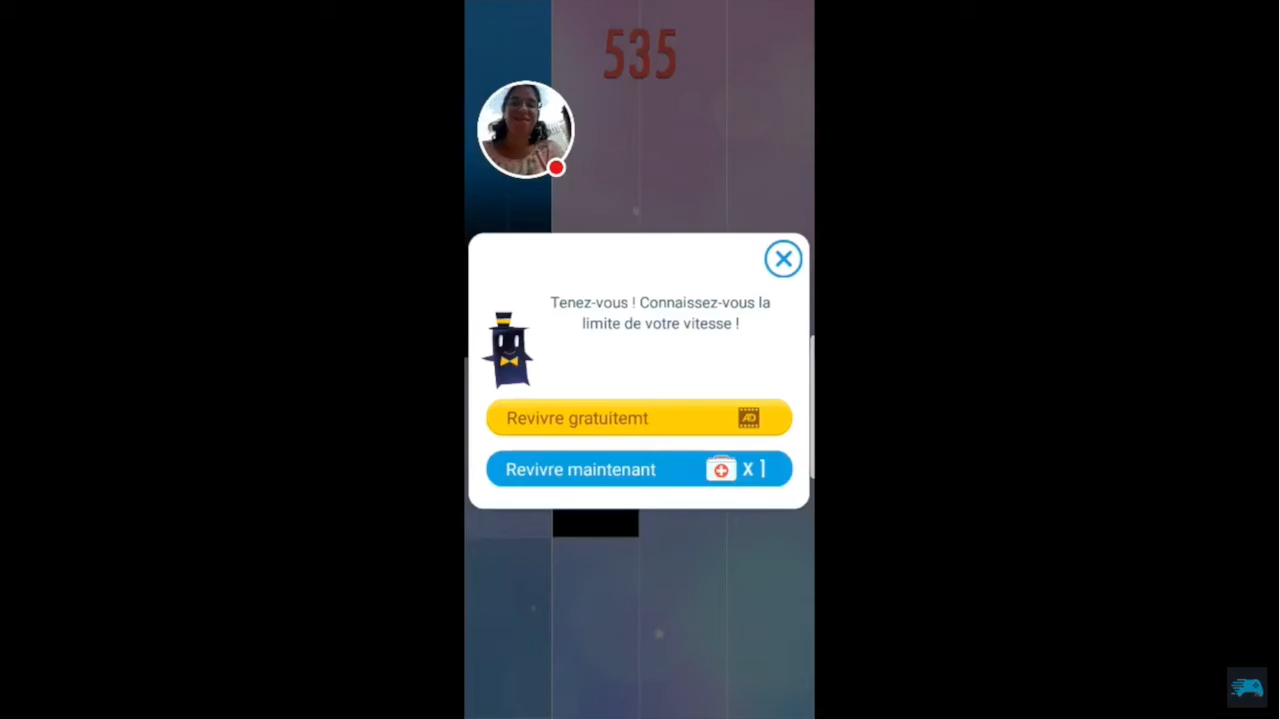 535
Tenez-vous ! Connaissez-vous la
limite de votre vitesse !
Revivre gratuitemt AD
Revivre maintenant X 1